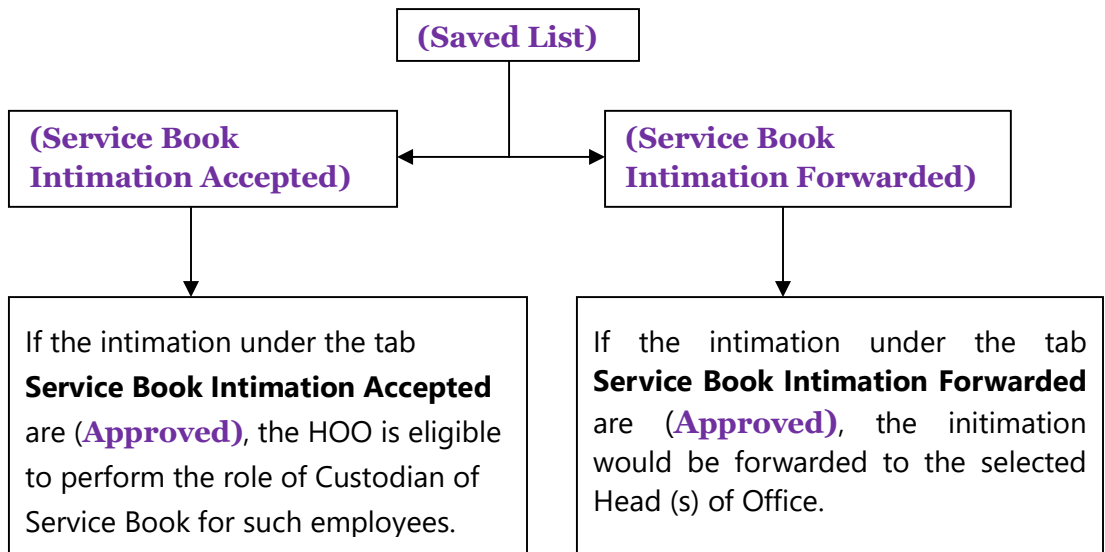 (Saved List)
(Service Book
Intimation Accepted)
(Service Book
Intimation Forwarded)
If the intimation under the tab
Service Book Intimation Accepted
are (Approved), the HOO is eligible
to perform the role of Custodian of
Service Book for such employees.
If the intimation under the tab
Service Book Intimation Forwarded
are (Approved), the initimation
would be forwarded to the selected
Head (s) of Office.